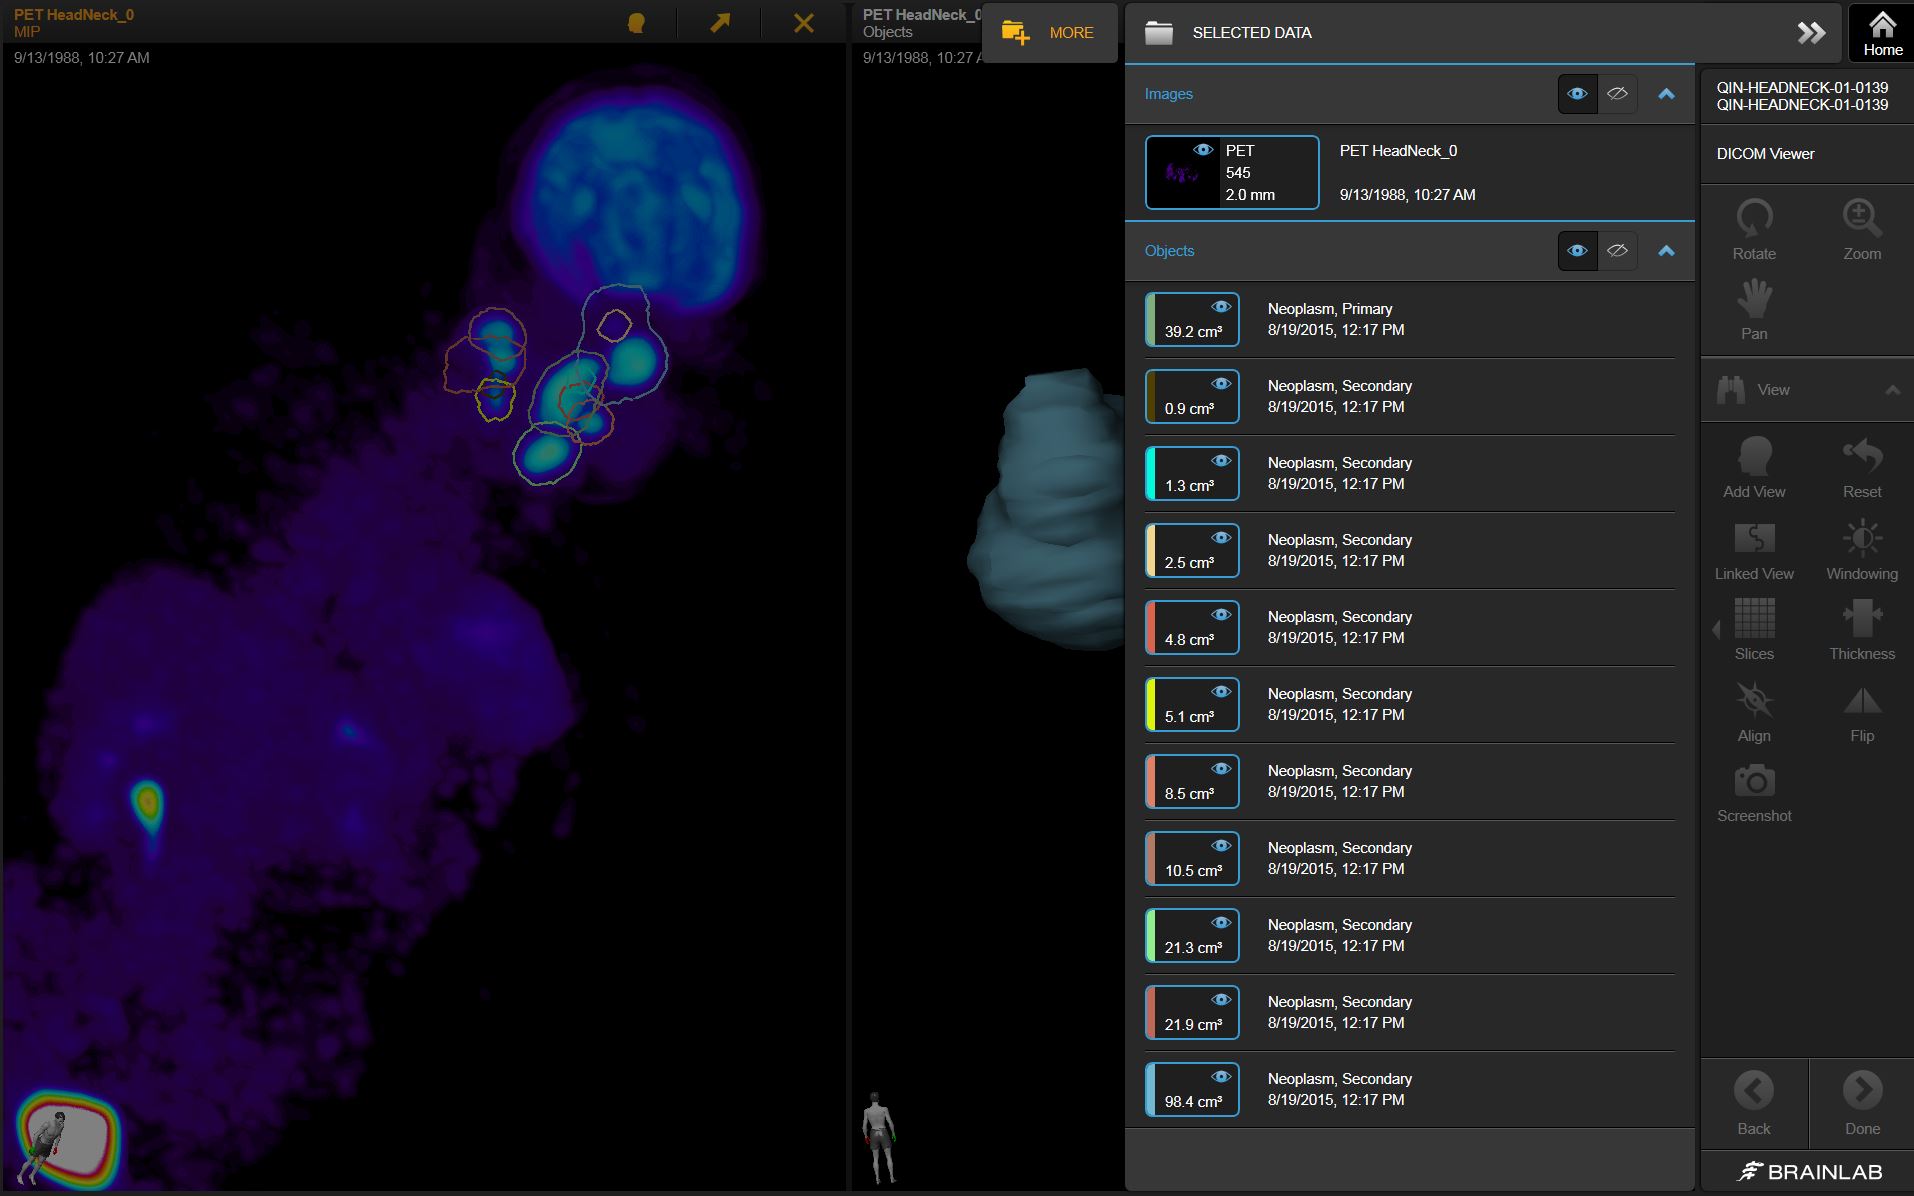 PET HeadNeck_0
MIP
9/13/1988, 10:27 AM
PET HeadNeck_0
Objects
9/13/1988, 10:27 A
MORE
SELECTED DATA
Home
Images
PET
545
2.0 mm
PET HeadNeck_0
9/13/1988, 10:27 AM
Objects
39.2 cm³
Neoplasm, Primary
8/19/2015, 12:17 PM
0.9 cm³
Neoplasm, Secondary
8/19/2015, 12:17 PM
1.3 cm³
Neoplasm, Secondary
8/19/2015, 12:17 PM
2.5 cm³
Neoplasm, Secondary
8/19/2015, 12:17 PM
4.8 cm³
Neoplasm, Secondary
8/19/2015, 12:17 PM
5.1 cm³
Neoplasm, Secondary
8/19/2015, 12:17 PM
8.5 cm³
Neoplasm, Secondary
8/19/2015, 12:17 PM
10.5 cm³
Neoplasm, Secondary
8/19/2015, 12:17 PM
21.3 cm³
Neoplasm, Secondary
8/19/2015, 12:17 PM
21.9 cm³
Neoplasm, Secondary
8/19/2015, 12:17 PM
98.4 cm³
Neoplasm, Secondary
8/19/2015, 12:17 PM
QIN-HEADNECK-01-0139
QIN-HEADNECK-01-0139
DICOM Viewer
Rotate
Zoom
Pan
View
Add View
Reset
Linked View
Windowing
Slices
Thickness
Align
Flip
Screenshot
Back
Done
BRAINLAB